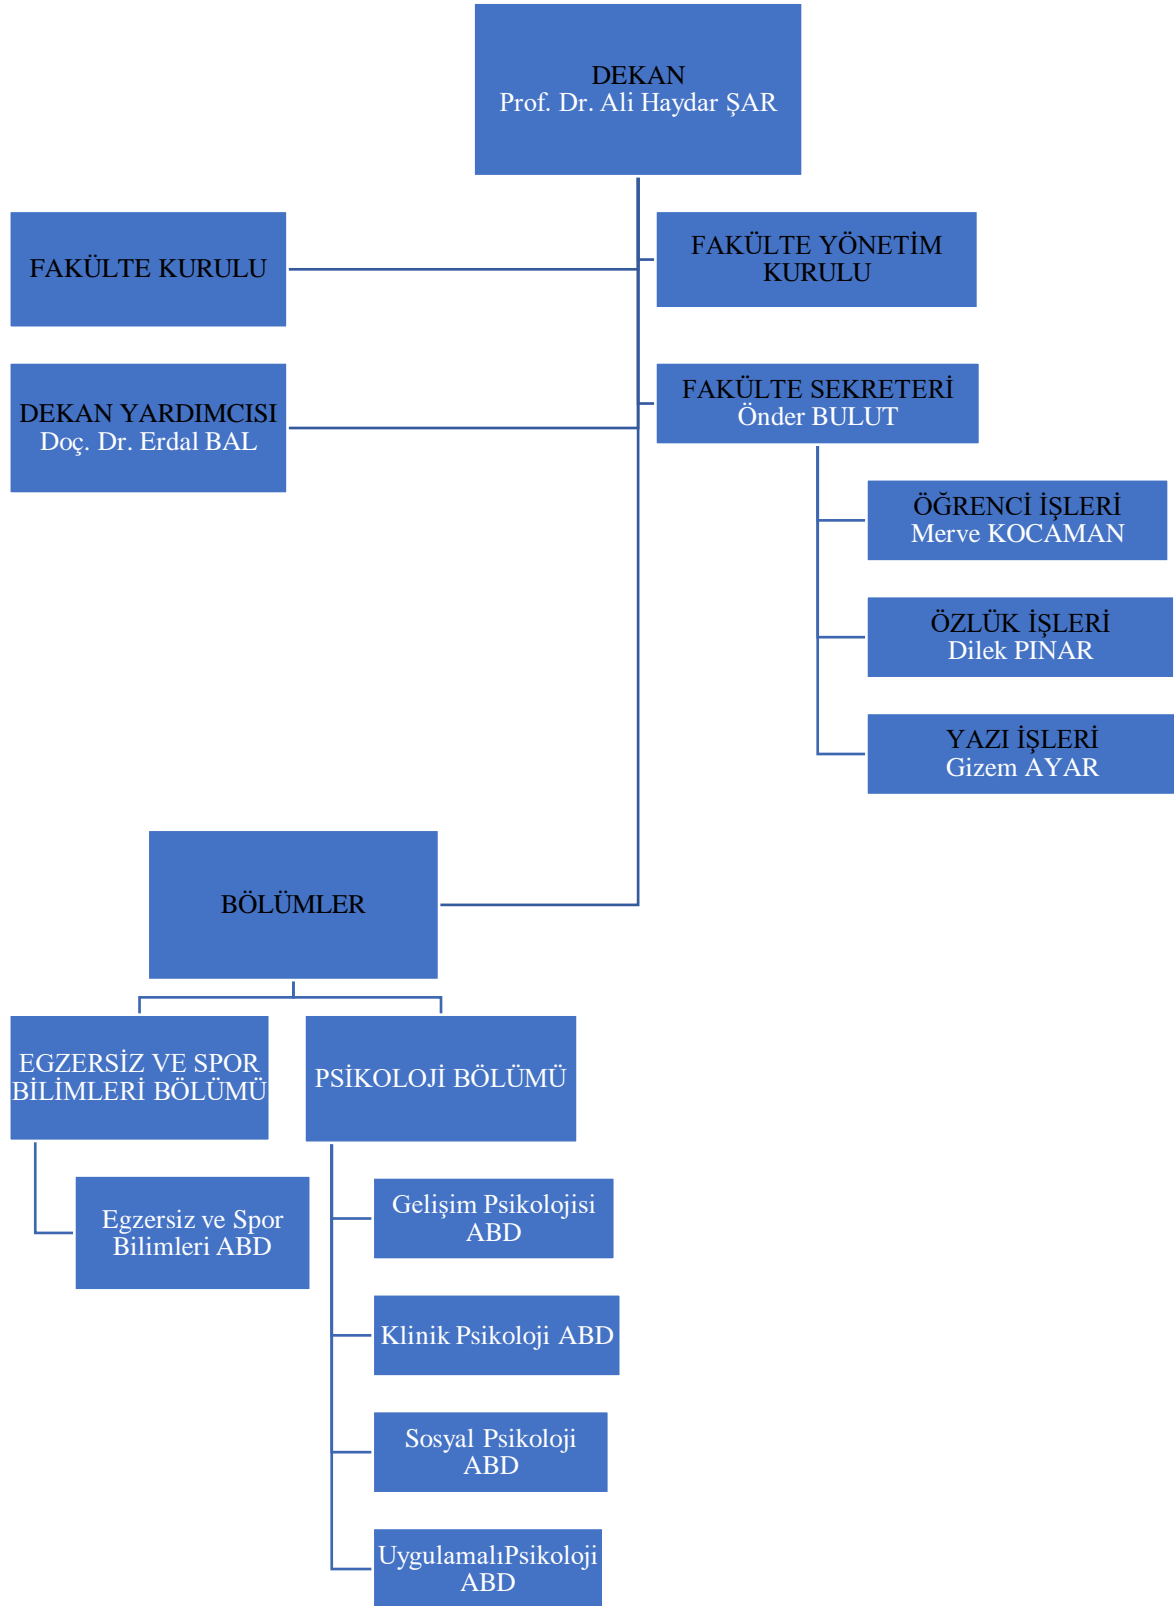 DEKAN
Prof. Dr. Ali Haydar ŞAR
FAKÜLTE KURULU
FAKÜLTE YÖNETİM
KURULU
DEKAN YARDIMCISI
Doç. Dr. Erdal BAL
FAKÜLTE SEKRETERİ
Önder BULUT
ÖĞRENCİ İŞLERİ
Merve KOCAMAN
ÖZLÜK İŞLERİ
Dilek PINAR
YAZI İŞLERİ
Gizem AYAR
BÖLÜMLER
EGZERSİZ VE SPOR
BİLİMLERİ BÖLÜMÜ
Egzersiz ve Spor
Bilimleri ABD
PSİKOLOJİ BÖLÜMÜ
Gelişim Psikolojisi
ABD
Klinik Psikoloji ABD
Sosyal Psikoloji
ABD
UygulamalıPsikoloji
ABD